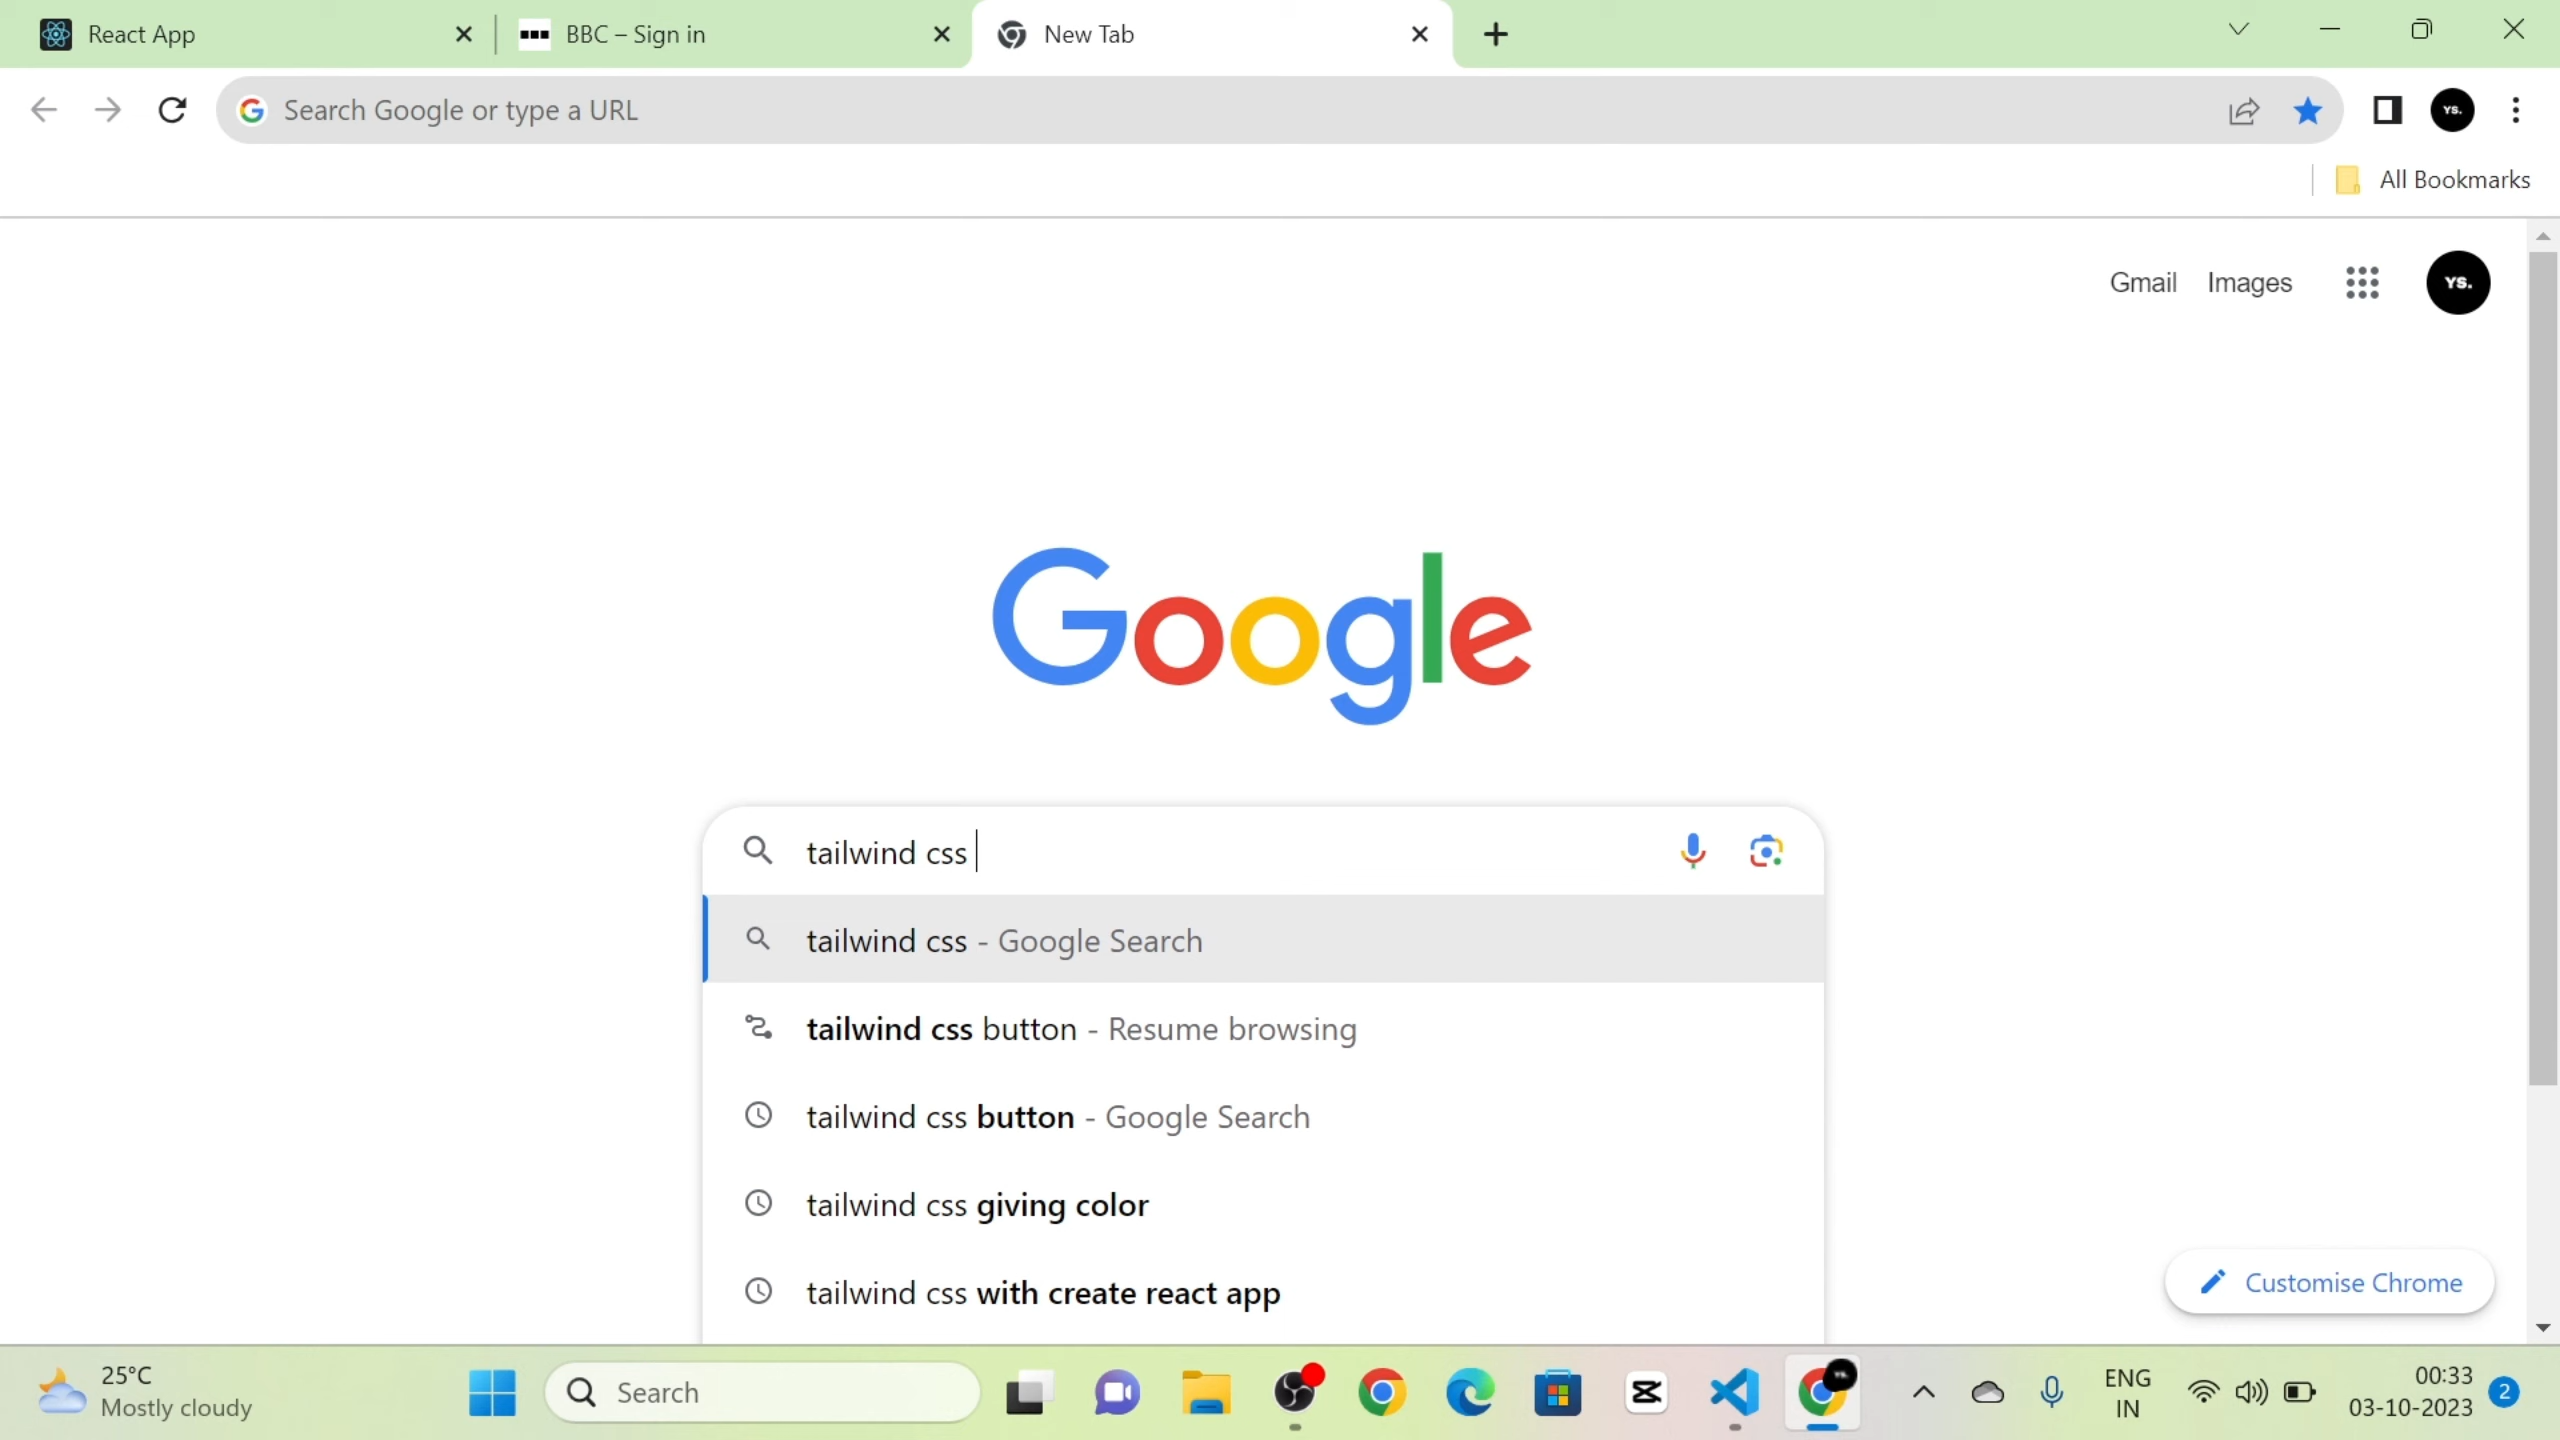 React App
BBC – Sign in
New Tab
Search Google or type a URL
YS.
All Bookmarks
Gmail
Images
YS.
Google
tailwind css
tailwind css - Google Search
tailwind css button - Resume browsing
tailwind css button - Google Search
tailwind css giving color
tailwind css with create react app
Customise Chrome
25°C
Mostly cloudy
Search
ENG
IN
00:33
03-10-2023
2